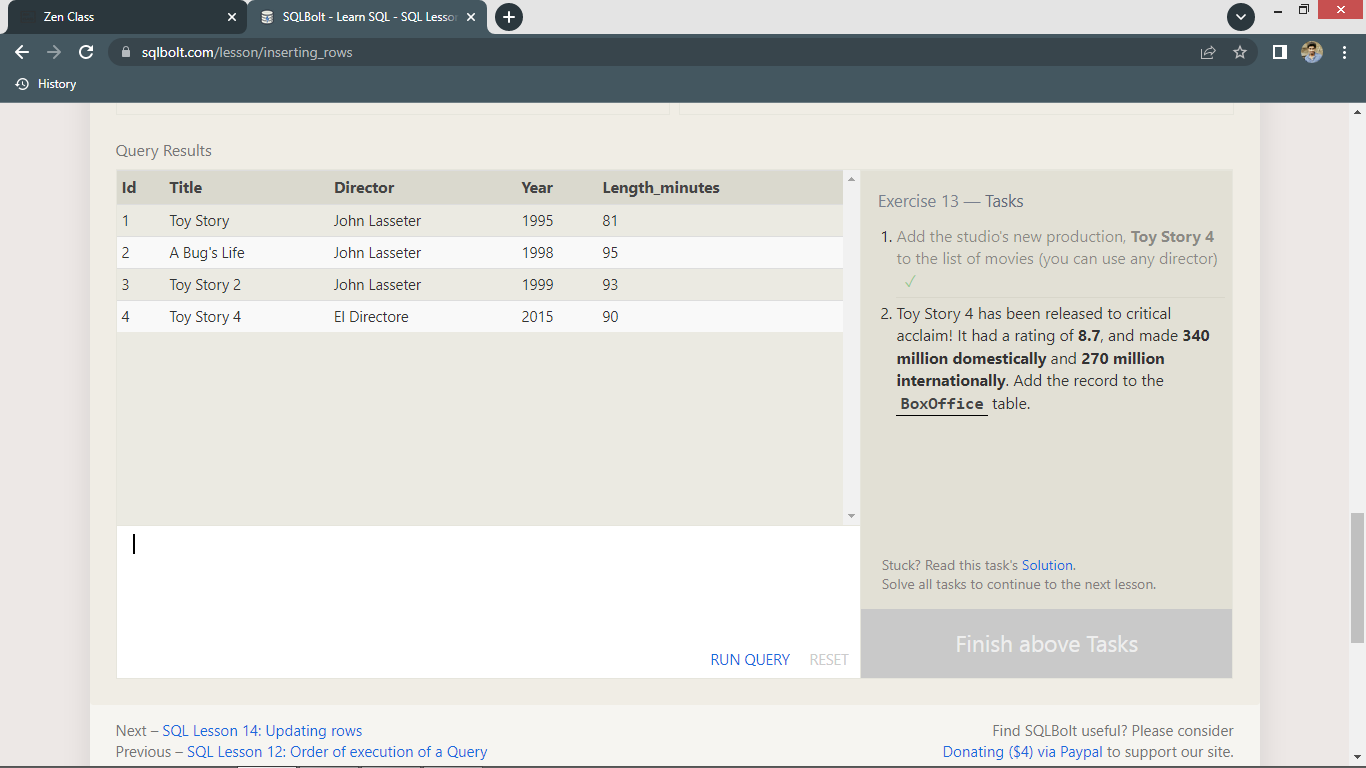 Zen Class
SQLBolt - Learn SQL - SQL Lesson
sqlbolt.com/lesson/inserting_rows
History
Query Results
Id Title Director Year Length_minutes
1 Toy Story John Lasseter 1995 81
2 A Bug's Life John Lasseter 1998 95
3 Toy Story 2 John Lasseter 1999 93
4 Toy Story 4 El Directore 2015 90
RUN QUERY RESET
Exercise 13 — Tasks
1. Add the studio's new production, Toy Story 4
to the list of movies (you can use any director)
✓
2. Toy Story 4 has been released to critical
acclaim! It had a rating of 8.7, and made 340
million domestically and 270 million
internationally. Add the record to the
BoxOffice table.
Stuck? Read this task's Solution.
Solve all tasks to continue to the next lesson.
Finish above Tasks
Next – SQL Lesson 14: Updating rows
Previous – SQL Lesson 12: Order of execution of a Query
Find SQLBolt useful? Please consider
Donating ($4) via Paypal to support our site.